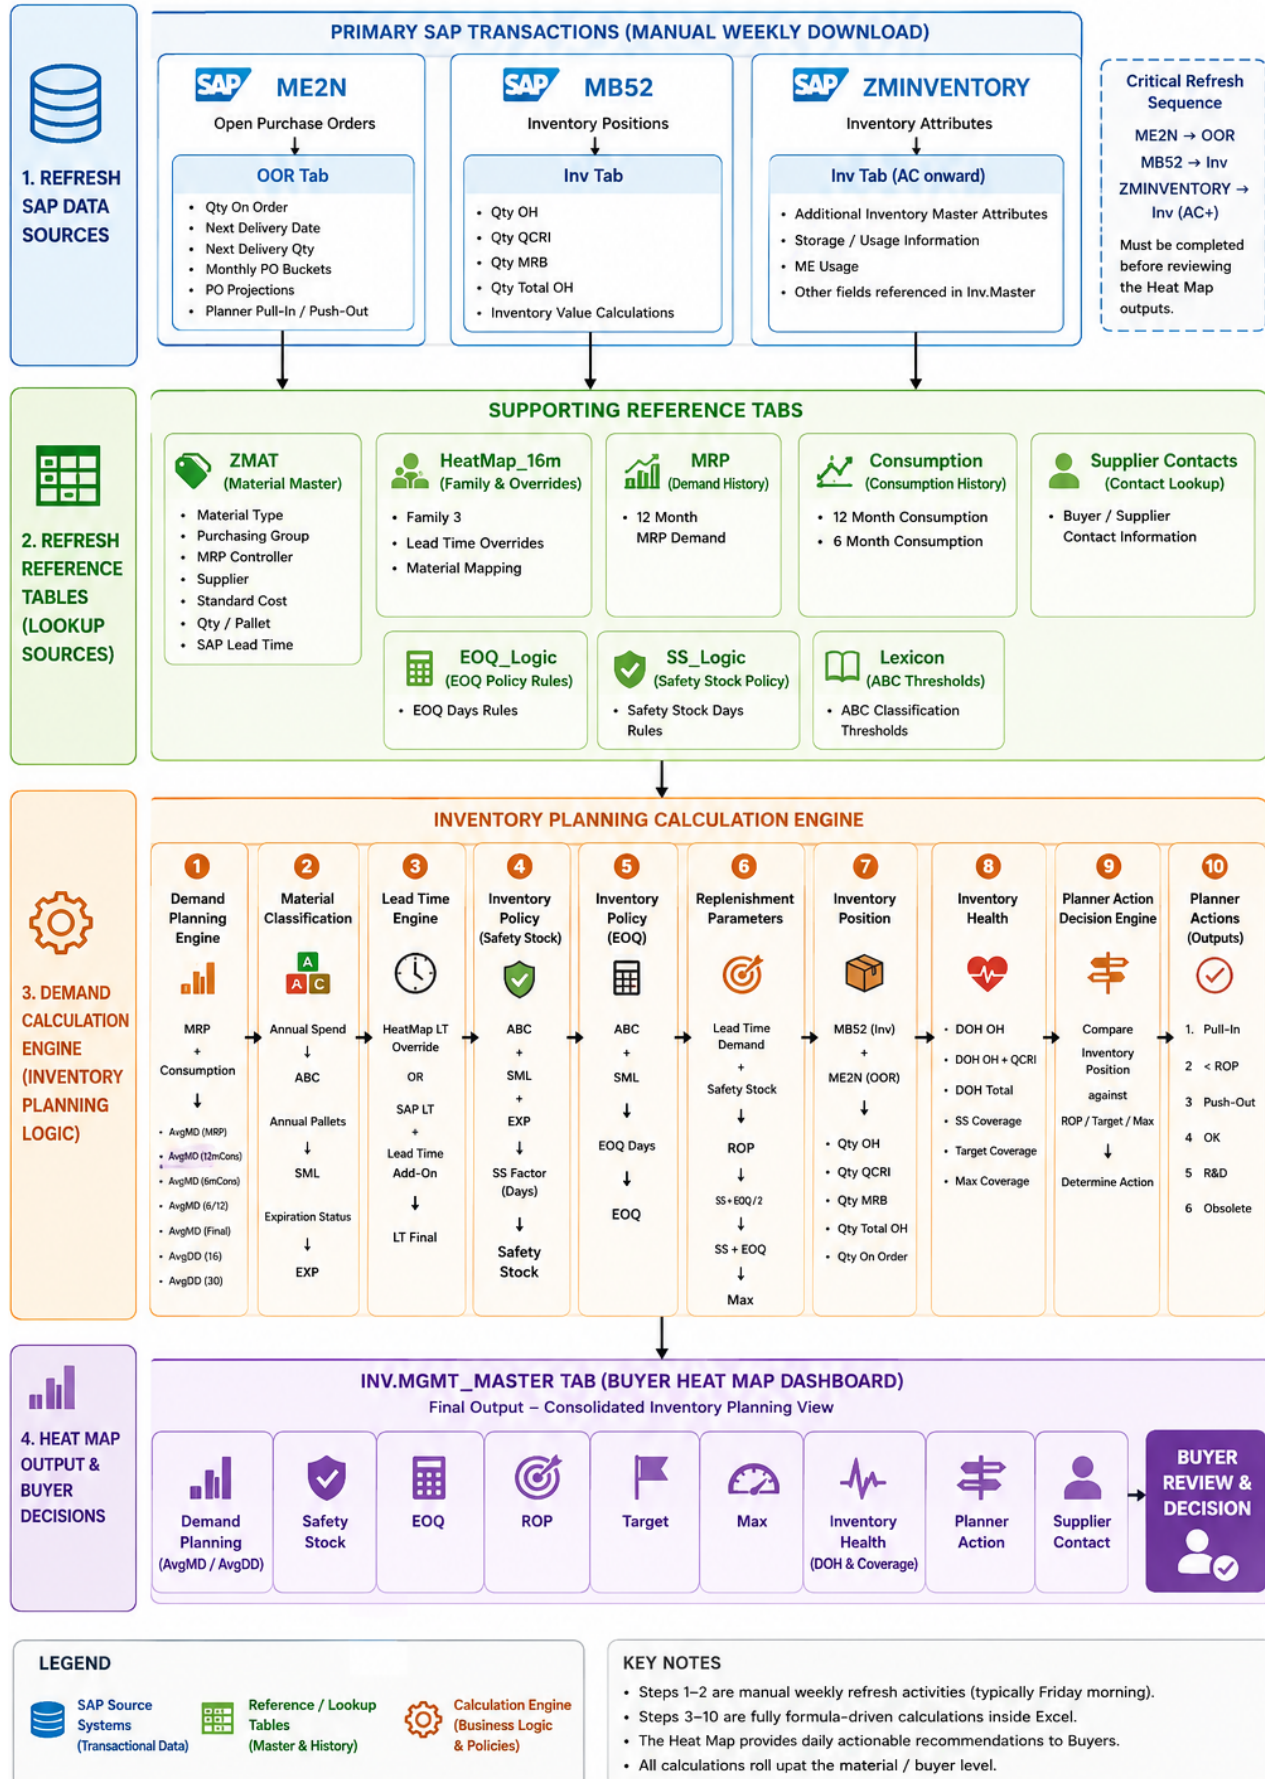 PRIMARY SAP TRANSACTIONS (MANUAL WEEKLY DOWNLOAD)
1. REFRESH
SAP DATA
SOURCES
SAP ME2N
Open Purchase Orders
OOR Tab
• Qty On Order
• Next Delivery Date
• Next Delivery Qty
• Monthly PO Buckets
• PO Projections
• Planner Pull-In / Push-Out
SAP MB52
Inventory Positions
Inv Tab
• Qty OH
• Qty QCRI
• Qty MRB
• Qty Total OH
• Inventory Value Calculations
SAP ZMINVENTORY
Inventory Attributes
Inv Tab (AC onward)
• Additional Inventory Master Attributes
• Storage / Usage Information
• ME Usage
• Other fields referenced in Inv.Master
Critical Refresh
Sequence
ME2N → OOR
MB52 → Inv
ZMINVENTORY →
Inv (AC+)
Must be completed
before reviewing
the Heat Map
outputs.
2. REFRESH
REFERENCE
TABLES
(LOOKUP
SOURCES)
SUPPORTING REFERENCE TABS
ZMAT
(Material Master)
• Material Type
• Purchasing Group
• MRP Controller
• Supplier
• Standard Cost
• Qty / Pallet
• SAP Lead Time
HeatMap_16m
(Family & Overrides)
• Family 3
• Lead Time Overrides
• Material Mapping
MRP
(Demand History)
• 12 Month
MRP Demand
Consumption
(Consumption History)
• 12 Month Consumption
• 6 Month Consumption
Supplier Contacts
(Contact Lookup)
• Buyer / Supplier
Contact Information
EOQ_Logic
(EOQ Policy Rules)
• EOQ Days Rules
SS_Logic
(Safety Stock Policy)
• Safety Stock Days
Rules
Lexicon
(ABC Thresholds)
• ABC Classification
Thresholds
3. DEMAND
CALCULATION
ENGINE
(INVENTORY
PLANNING
LOGIC)
INVENTORY PLANNING CALCULATION ENGINE
1
Demand
Planning
Engine
MRP
+
Consumption
↓
• AvgMD (MRP)
• AvgMD (12mCons)
• AvgMD (6mCons)
• AvgMD (6/12)
• AvgMD (Final)
• AvgDD (16)
• AvgDD (30)
2
Material
Classification
A
A C
Annual Spend
↓
ABC
Annual Pallets
↓
SML
Expiration Status
↓
EXP
3
Lead Time
Engine
HeatMap LT
Override
OR
SAP LT
+
Lead Time
Add-On
↓
LT Final
4
Inventory
Policy
(Safety Stock)
ABC
+
SML
+
EXP
↓
SS Factor
(Days)
↓
Safety
Stock
5
Inventory
Policy
(EOQ)
ABC
+
SML
↓
EOQ Days
↓
EOQ
6
Replenishment
Parameters
Lead Time
Demand
+
Safety Stock
↓
ROP
↓
SS + EOQ / 2
↓
SS + EOQ
↓
Max
7
Inventory
Position
MB52 (Inv)
+
ME2N (OOR)
↓
• Qty OH
• Qty QCRI
• Qty MRB
• Qty Total OH
• Qty On Order
8
Inventory
Health
• DOH OH
• DOH OH + QCRI
• DOH Total
• SS Coverage
• Target Coverage
• Max Coverage
9
Planner Action
Decision Engine
Compare
Inventory
Position
against
ROP / Target / Max
↓
Determine Action
10
Planner
Actions
(Outputs)
1. Pull-In
2 < ROP
3 Push-Out
4 OK
5 R&D
6 Obsolete
4. HEAT MAP
OUTPUT &
BUYER
DECISIONS
INV.MGMT_MASTER TAB (BUYER HEAT MAP DASHBOARD)
Final Output – Consolidated Inventory Planning View
Demand
Planning
(AvgMD / AvgDD)
Safety
Stock
EOQ
ROP
Target
Max
Inventory
Health
(DOH & Coverage)
Planner
Action
Supplier
Contact
BUYER
REVIEW &
DECISION
LEGEND
SAP Source
Systems
(Transactional Data)
Reference / Lookup
Tables
(Master & History)
Calculation Engine
(Business Logic
& Policies)
KEY NOTES
• Steps 1–2 are manual weekly refresh activities (typically Friday morning).
• Steps 3–10 are fully formula-driven calculations inside Excel.
• The Heat Map provides daily actionable recommendations to Buyers.
• All calculations roll upat the material / buyer level.